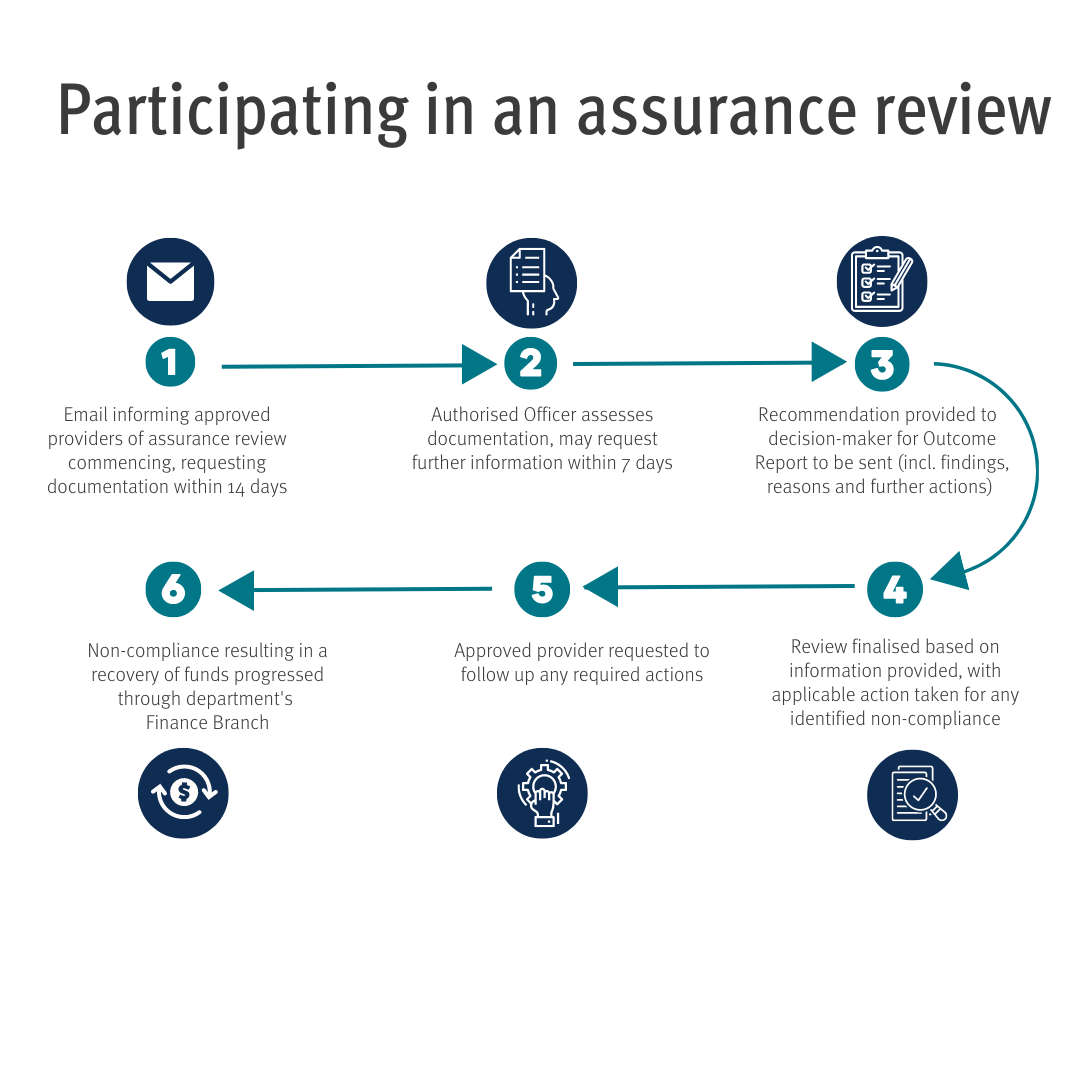 Participating in an assurance review
1
Email informing approved
providers of assurance review
commencing, requesting
documentation within 14 days
2
Authorised Officer assesses
documentation, may request
further information within 7 days
3
Recommendation provided to
decision-maker for Outcome
Report to be sent (incl. findings,
reasons and further actions)
4
Review finalised based on
information provided, with
applicable action taken for any
identified non-compliance
5
Approved provider requested to
follow up any required actions
6
Non-compliance resulting in a
recovery of funds progressed
through department's
Finance Branch
$